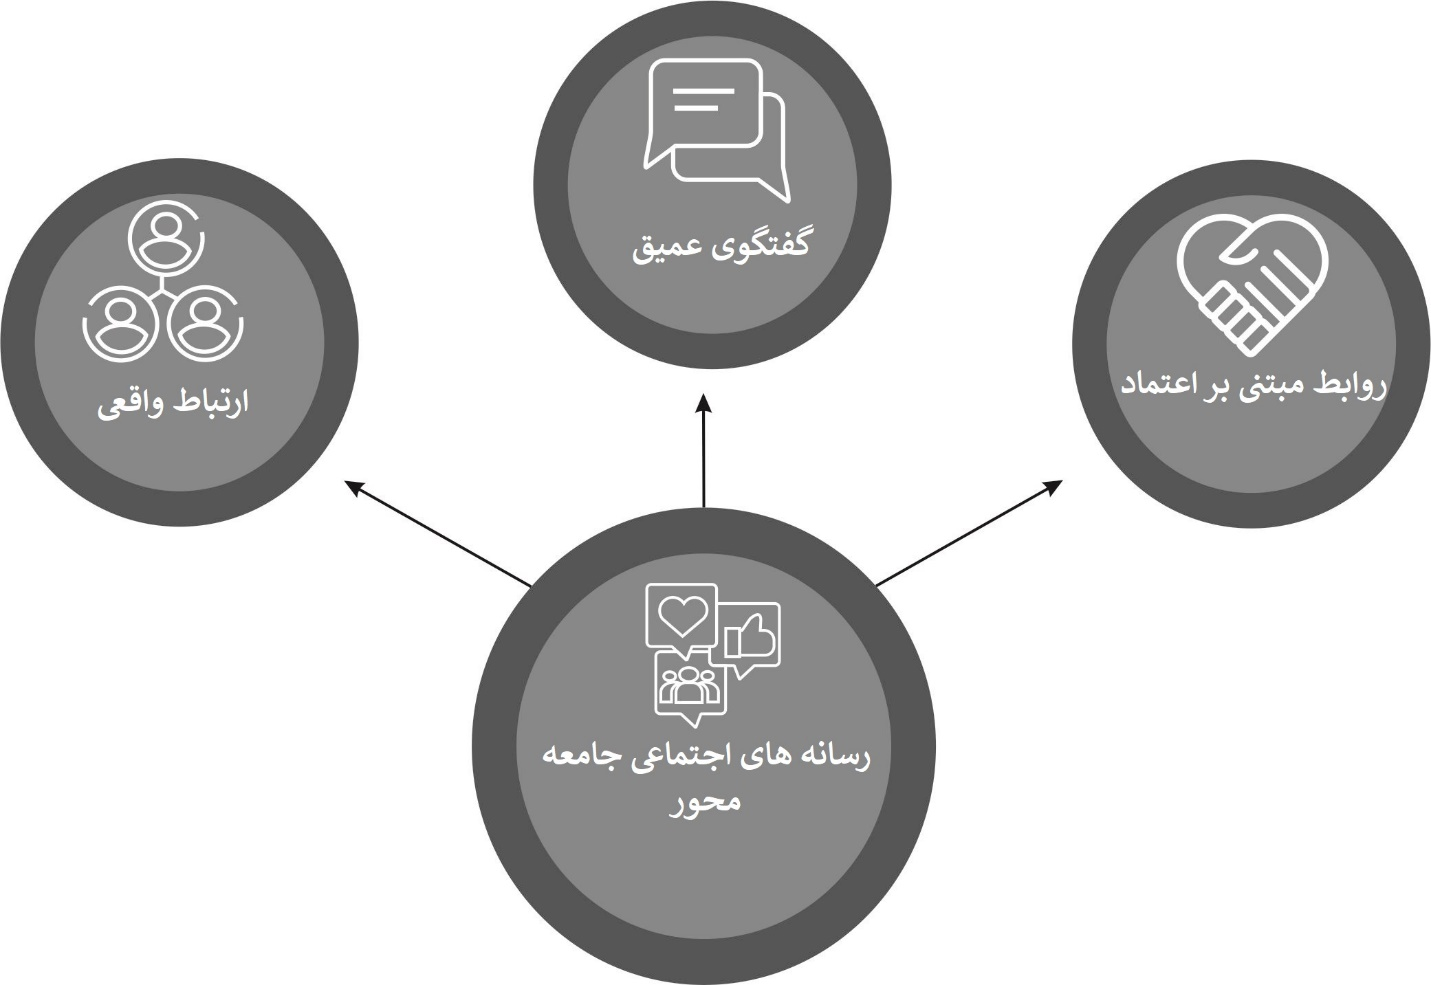 گفتگوی عمیق
روابط مبتنی بر اعتماد
ارتباط واقعی
رسانه های اجتماعی جامعه
محور